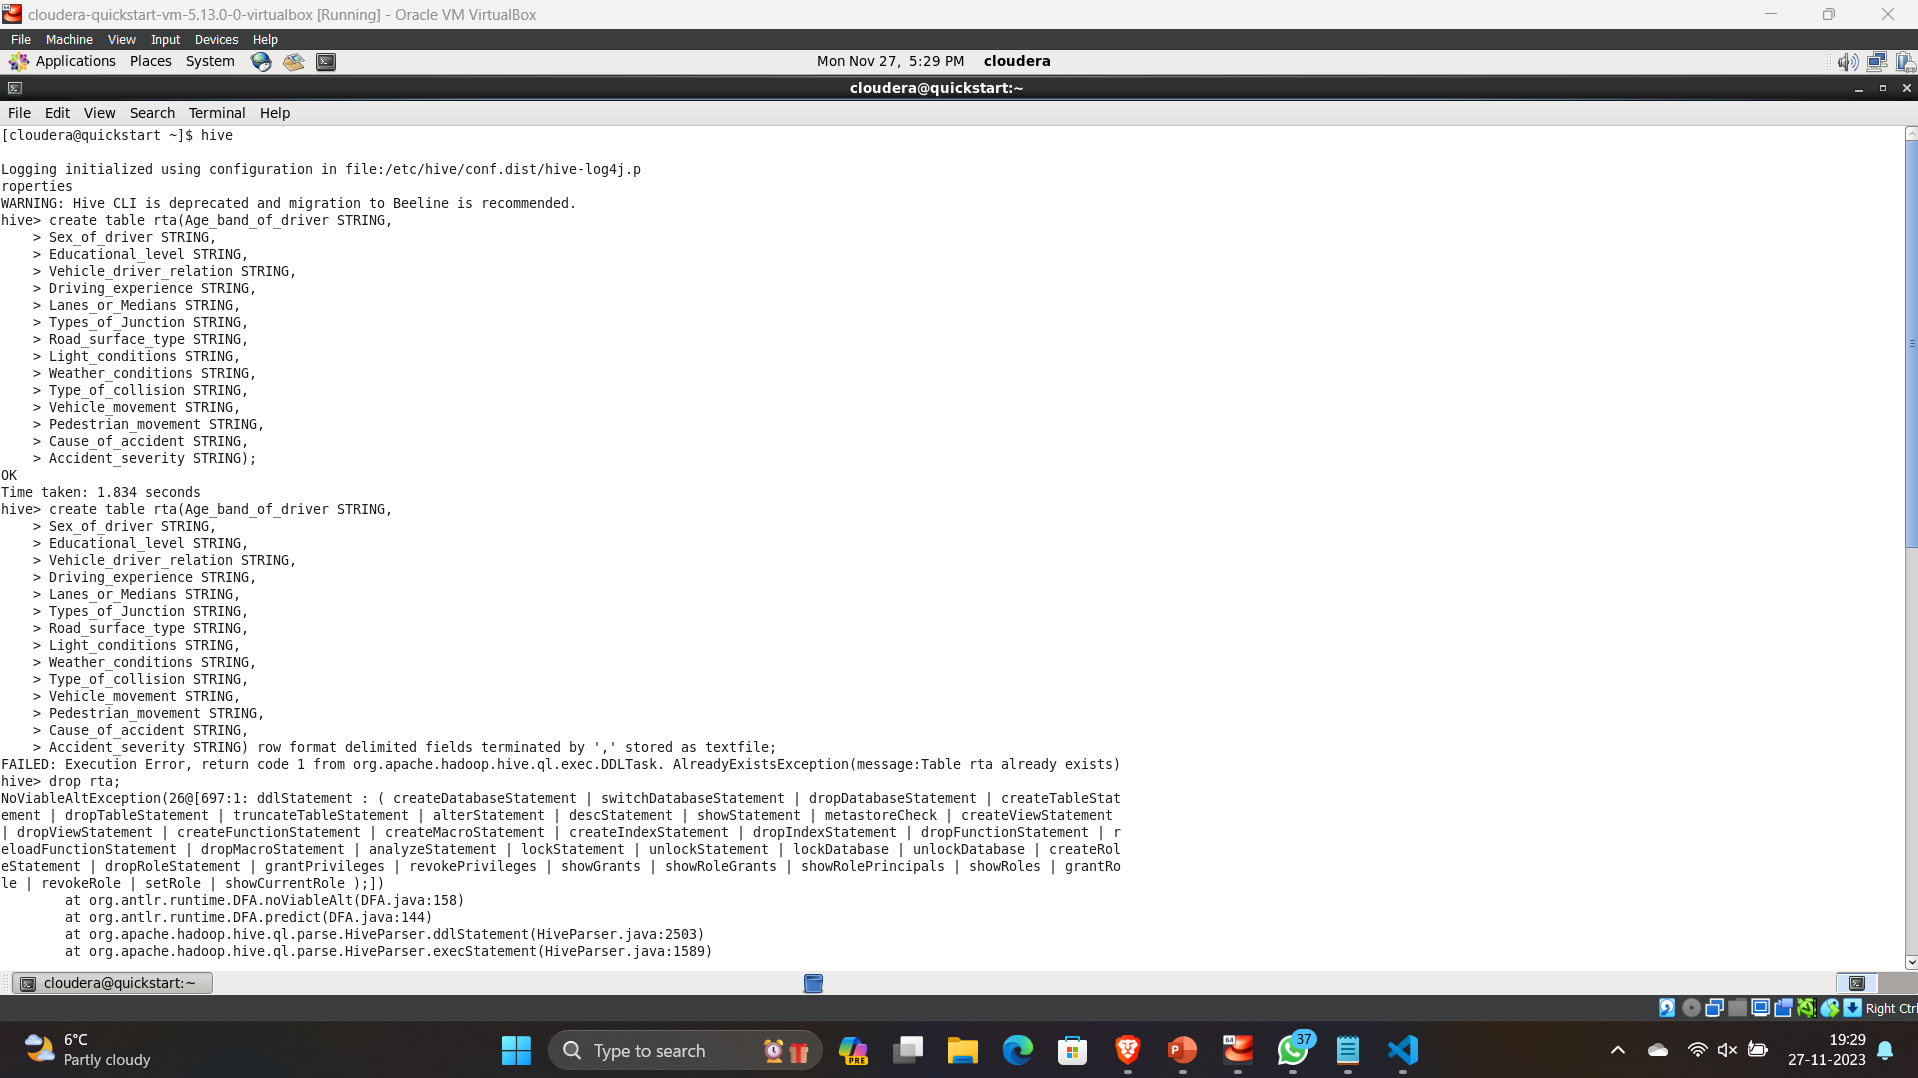 cloudera-quickstart-vm-5.13.0-0-virtualbox [Running] - Oracle VM VirtualBox
File Machine View Input Devices Help
Applications Places System Mon Nov 27, 5:29 PM cloudera
cloudera@quickstart:~
File Edit View Search Terminal Help
[cloudera@quickstart ~]$ hive
Logging initialized using configuration in file:/etc/hive/conf.dist/hive-log4j.p
roperties
WARNING: Hive CLI is deprecated and migration to Beeline is recommended.
hive> create table rta(Age_band_of_driver STRING,
    > Sex_of_driver STRING,
    > Educational_level STRING,
    > Vehicle_driver_relation STRING,
    > Driving_experience STRING,
    > Lanes_or_Medians STRING,
    > Types_of_Junction STRING,
    > Road_surface_type STRING,
    > Light_conditions STRING,
    > Weather_conditions STRING,
    > Type_of_collision STRING,
    > Vehicle_movement STRING,
    > Pedestrian_movement STRING,
    > Cause_of_accident STRING,
    > Accident_severity STRING);
OK
Time taken: 1.834 seconds
hive> create table rta(Age_band_of_driver STRING,
    > Sex_of_driver STRING,
    > Educational_level STRING,
    > Vehicle_driver_relation STRING,
    > Driving_experience STRING,
    > Lanes_or_Medians STRING,
    > Types_of_Junction STRING,
    > Road_surface_type STRING,
    > Light_conditions STRING,
    > Weather_conditions STRING,
    > Type_of_collision STRING,
    > Vehicle_movement STRING,
    > Pedestrian_movement STRING,
    > Cause_of_accident STRING,
    > Accident_severity STRING) row format delimited fields terminated by ',' stored as textfile;
FAILED: Execution Error, return code 1 from org.apache.hadoop.hive.ql.exec.DDLTask. AlreadyExistsException(message:Table rta already exists)
hive> drop rta;
NoViableAltException(26@[697:1: ddlStatement : ( createDatabaseStatement | switchDatabaseStatement | dropDatabaseStatement | createTableStat
ement | dropTableStatement | truncateTableStatement | alterStatement | descStatement | showStatement | metastoreCheck | createViewStatement
| dropViewStatement | createFunctionStatement | createMacroStatement | createIndexStatement | dropIndexStatement | dropFunctionStatement | r
eloadFunctionStatement | dropMacroStatement | analyzeStatement | lockStatement | unlockStatement | lockDatabase | unlockDatabase | createRol
eStatement | dropRoleStatement | grantPrivileges | revokePrivileges | showGrants | showRoleGrants | showRolePrincipals | showRoles | grantRo
le | revokeRole | setRole | showCurrentRole );])
        at org.antlr.runtime.DFA.noViableAlt(DFA.java:158)
        at org.antlr.runtime.DFA.predict(DFA.java:144)
        at org.apache.hadoop.hive.ql.parse.HiveParser.ddlStatement(HiveParser.java:2503)
        at org.apache.hadoop.hive.ql.parse.HiveParser.execStatement(HiveParser.java:1589)
cloudera@quickstart:~
Right Ctrl
6°C
Partly cloudy
Type to search
PRE
64
37
19:29
27-11-2023